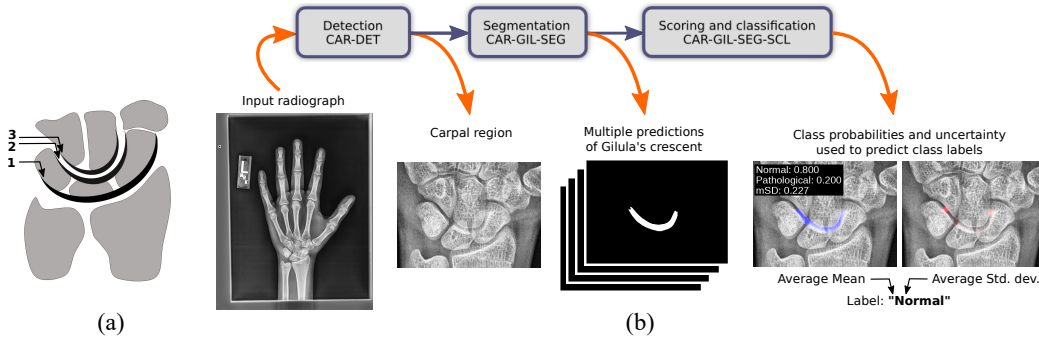 Detection
CAR-DET
Segmentation
CAR-GIL-SEG
Scoring and classification
CAR-GIL-SEG-SCL
Input radiograph
Carpal region
Multiple predictions
of Gilula's crescent
Class probabilities and uncertainty
used to predict class labels
3
2
1
Normal: 0.800
Pathological: 0.200
mSD: 0.227
Average Mean
Average Std. dev.
Label: "Normal"
(a)
(b)